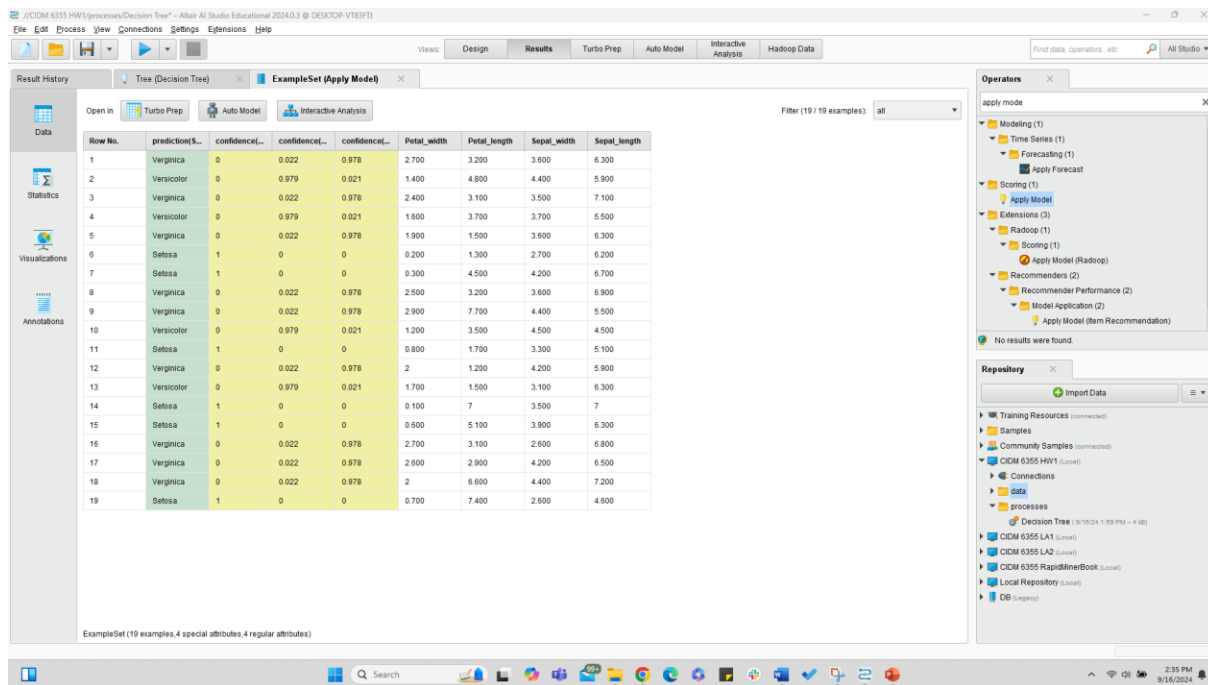 //CIDM 6355 HW1/processes/Decision Tree* – Altair AI Studio Educational 2024.0.3 @ DESKTOP-VT83FTJ
File Edit Process View Connections Settings Extensions Help
Views: Design Results Turbo Prep Auto Model Interactive Analysis Hadoop Data
Find data, operators...etc All Studio
Result History Tree (Decision Tree) ExampleSet (Apply Model)
Data
Statistics
Visualizations
Annotations
Open in Turbo Prep Auto Model Interactive Analysis Filter (19 / 19 examples): all
Row No. prediction(S... confidence(... confidence(... confidence(... Petal_width Petal_length Sepal_width Sepal_length
1 Verginica 0 0.022 0.978 2.700 3.200 3.600 6.300
2 Versicolor 0 0.979 0.021 1.400 4.800 4.400 5.900
3 Verginica 0 0.022 0.978 2.400 3.100 3.500 7.100
4 Versicolor 0 0.979 0.021 1.600 3.700 3.700 5.500
5 Verginica 0 0.022 0.978 1.900 1.500 3.600 6.300
6 Setosa 1 0 0 0.200 1.300 2.700 6.200
7 Setosa 1 0 0 0.300 4.500 4.200 6.700
8 Verginica 0 0.022 0.978 2.500 3.200 3.600 6.900
9 Verginica 0 0.022 0.978 2.900 7.700 4.400 5.500
10 Versicolor 0 0.979 0.021 1.200 3.500 4.500 4.500
11 Setosa 1 0 0 0.800 1.700 3.300 5.100
12 Verginica 0 0.022 0.978 2 1.200 4.200 5.900
13 Versicolor 0 0.979 0.021 1.700 1.500 3.100 6.300
14 Setosa 1 0 0 0.100 7 3.500 7
15 Setosa 1 0 0 0.600 5.100 3.900 6.300
16 Verginica 0 0.022 0.978 2.700 3.100 2.600 6.800
17 Verginica 0 0.022 0.978 2.600 2.900 4.200 6.500
18 Verginica 0 0.022 0.978 2 6.600 4.400 7.200
19 Setosa 1 0 0 0.700 7.400 2.600 4.600
ExampleSet (19 examples,4 special attributes,4 regular attributes)
Operators
apply mode
Modeling (1)
Time Series (1)
Forecasting (1)
Apply Forecast
Scoring (1)
Apply Model
Extensions (3)
Radoop (1)
Scoring (1)
Apply Model (Radoop)
Recommenders (2)
Recommender Performance (2)
Model Application (2)
Apply Model (Item Recommendation)
No results were found.
Repository
Import Data
Training Resources (connected)
Samples
Community Samples (connected)
CIDM 6355 HW1 (Local)
Connections
data
processes
Decision Tree (9/16/24 1:59 PM – 4 kB)
CIDM 6355 LA1 (Local)
CIDM 6355 LA2 (Local)
CIDM 6355 RapidMinerBook (Local)
Local Repository (Local)
DB (Legacy)
Search
99+
2:35 PM
9/16/2024